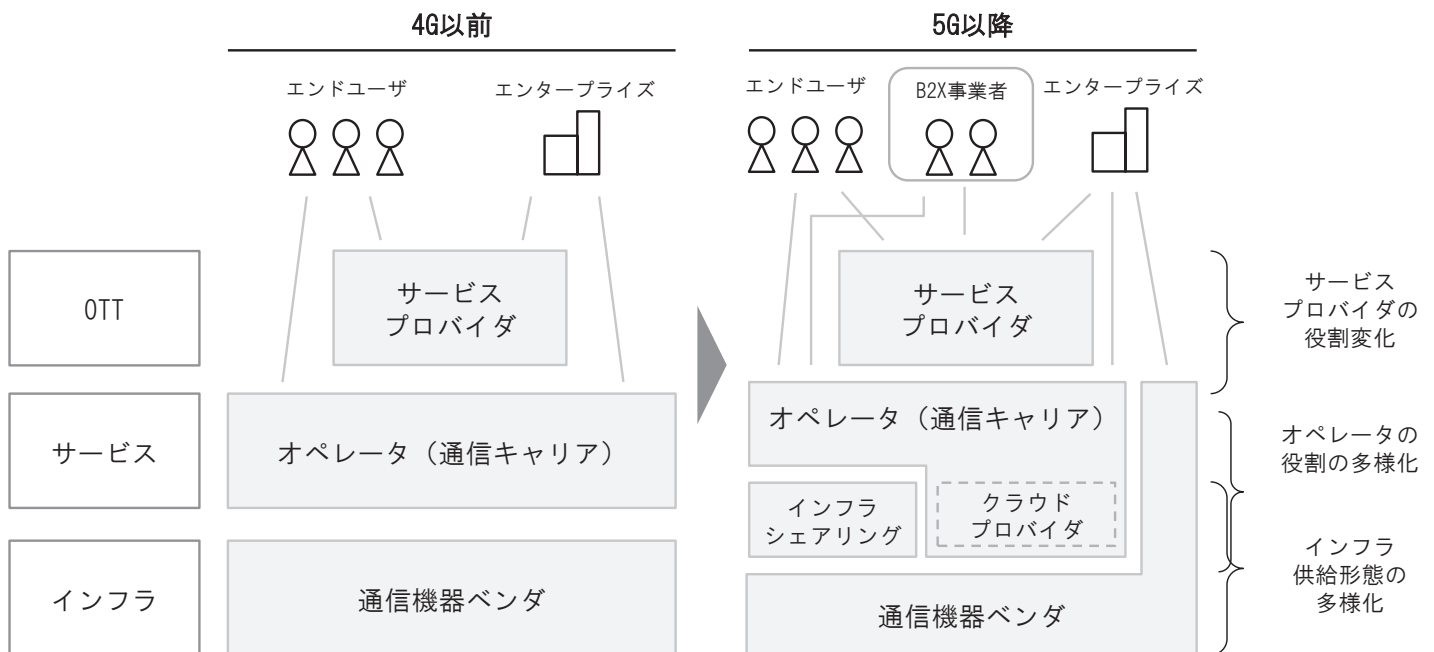 4G以前
5G以降
エンドユーザ
エンタープライズ
エンドユーザ
B2X事業者
エンタープライズ
OTT
サービス
プロバイダ
サービス
プロバイダ
サービス
プロバイダの
役割変化
サービス
オペレータ（通信キャリア）
オペレータ（通信キャリア）
インフラ
シェアリング
クラウド
プロバイダ
オペレータの
役割の多様化
インフラ
通信機器ベンダ
通信機器ベンダ
インフラ
供給形態の
多様化